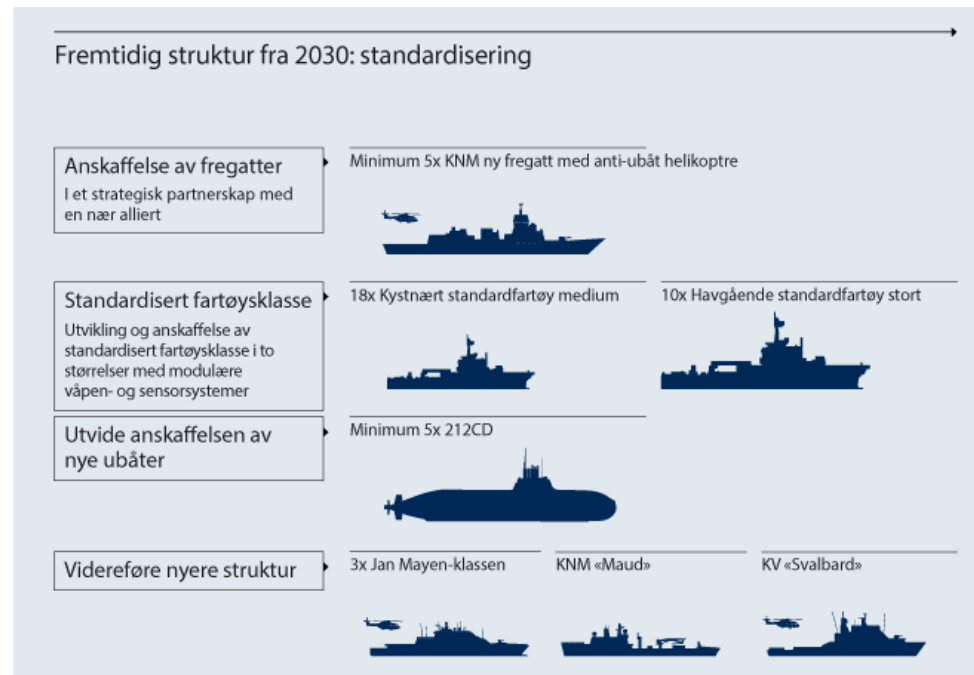 Fremtidig struktur fra 2030: standardisering
Anskaffelse av fregatter
I et strategisk partnerskap med
en nær alliert
Minimum 5x KNM ny fregatt med anti-ubåt helikoptre
Standardisert fartøysklasse
Utvikling og anskaffelse av
standardisert fartøysklasse i to
størrelser med modulære
våpen- og sensorsystemer
18x Kystnært standardfartøy medium
10x Havgående standardfartøy stort
Utvide anskaffelsen av
nye ubåter
Minimum 5x 212CD
Videreføre nyere struktur
3x Jan Mayen-klassen
KNM «Maud»
KV «Svalbard»